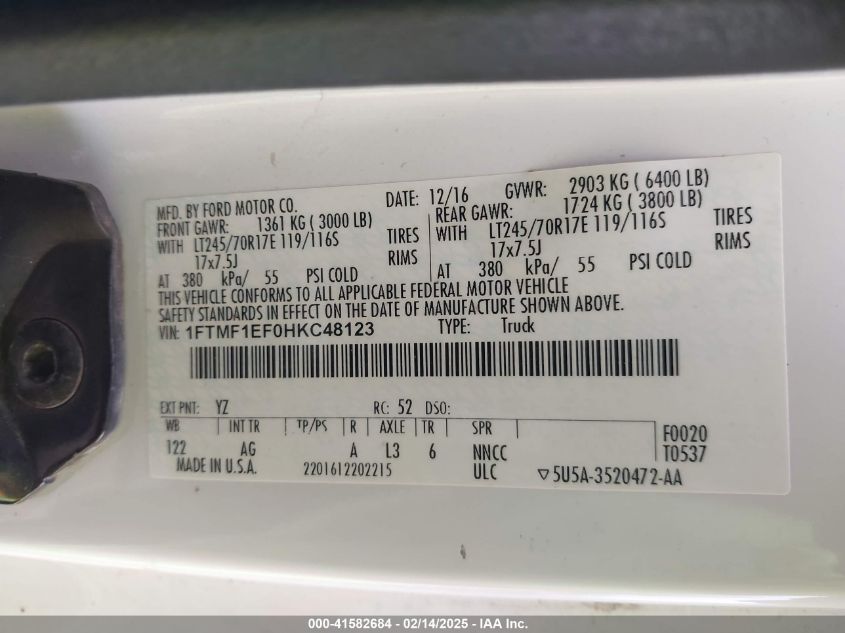 MFD. BY FORD MOTOR CO. DATE: 12/16 GVWR: 2903 KG ( 6400 LB)
FRONT GAWR: 1361 KG ( 3000 LB) REAR GAWR: 1724 KG ( 3800 LB)
WITH LT245/70R17E 119/116S TIRES WITH LT245/70R17E 119/116S TIRES
17x7.5J RIMS 17x7.5J RIMS
AT 380 kPa/ 55 PSI COLD AT 380 kPa/ 55 PSI COLD
THIS VEHICLE CONFORMS TO ALL APPLICABLE FEDERAL MOTOR VEHICLE
SAFETY STANDARDS IN EFFECT ON THE DATE OF MANUFACTURE SHOWN ABOVE.
VIN: 1FTMF1EF0HKC48123 TYPE: Truck
EXT PNT: YZ RC: 52 DSO:
WB INT TR TP/PS R AXLE TR SPR F0020
122 AG A L3 6 NNCC T0537
MADE IN U.S.A. 2201612202215 ULC ▽5U5A-3520472-AA
000-41582684 - 02/14/2025 - IAA Inc.